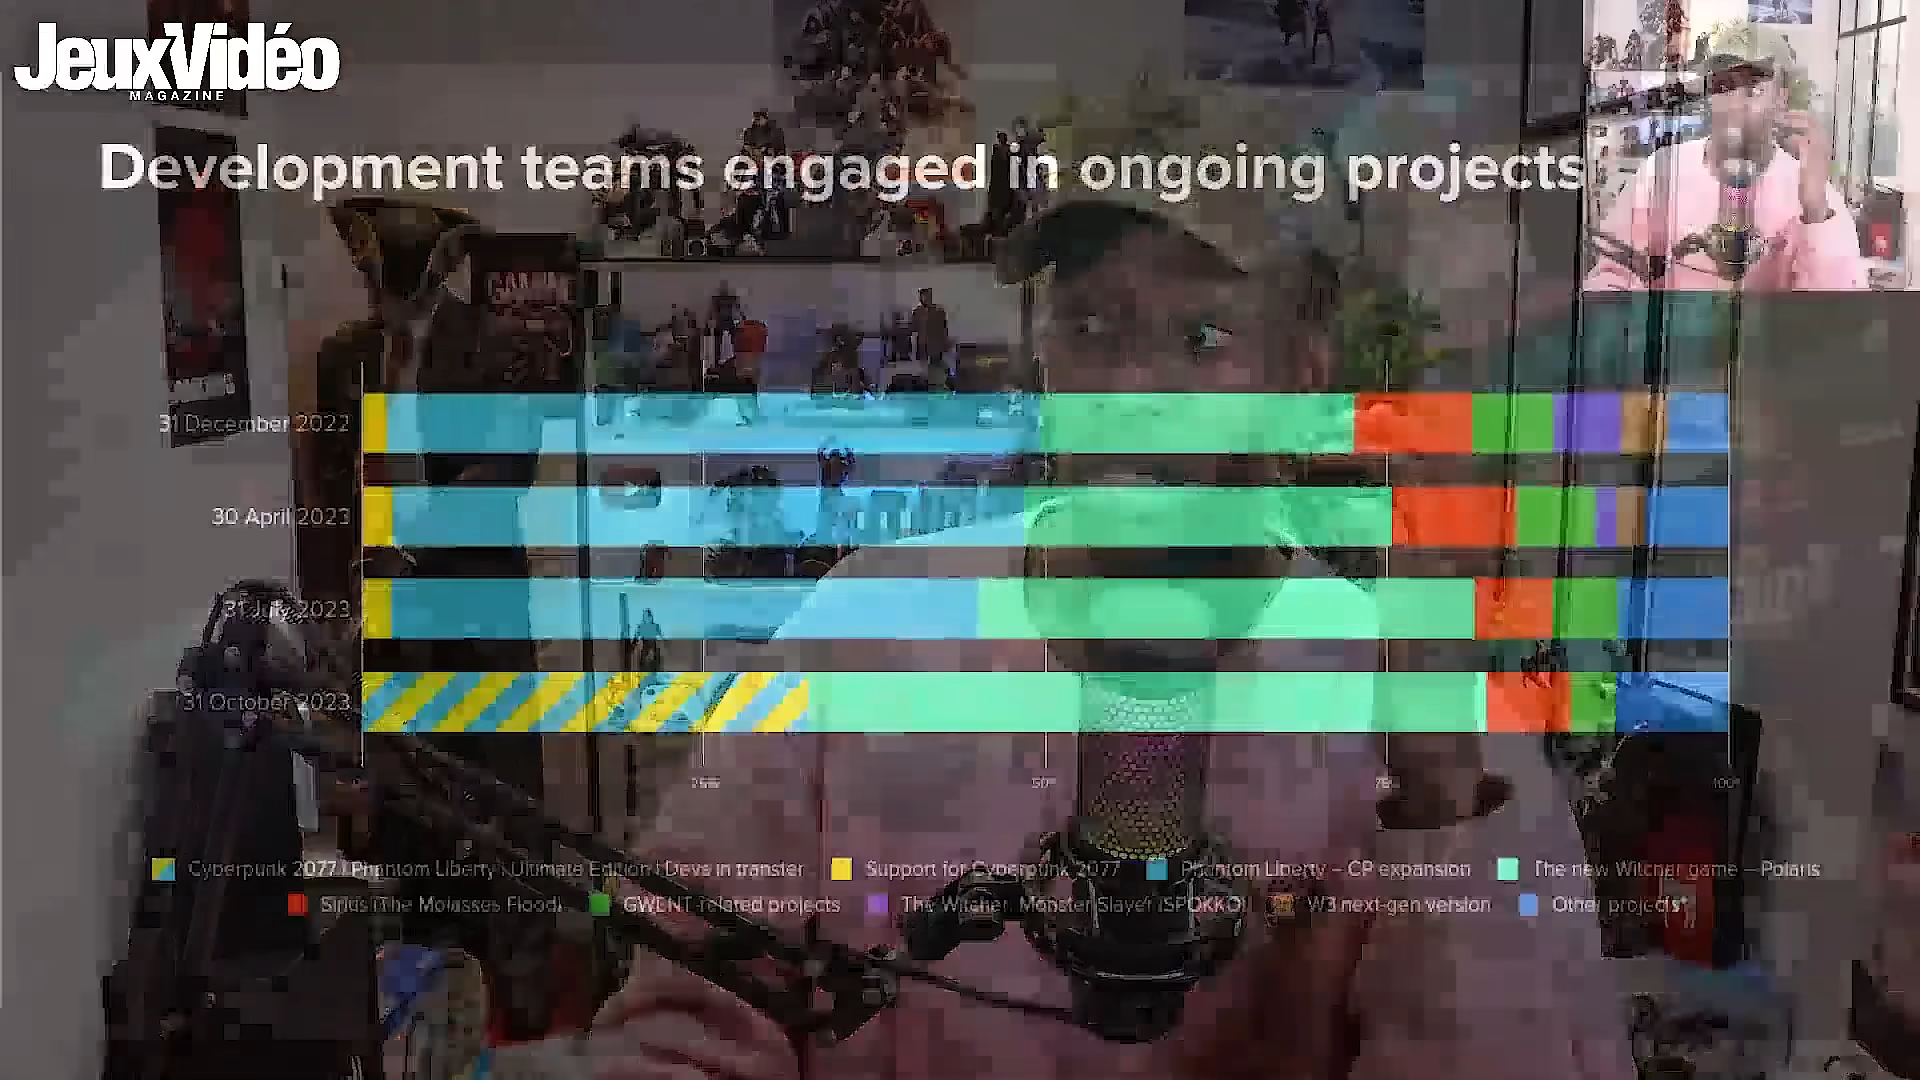 JeuxVidéo
MAGAZINE
Development teams engaged in ongoing projects
31 December 2022
30 April 2023
31 July 2023
31 October 2023
25%
50%
75%
100%
Cyberpunk 2077 | Phantom Liberty | Ultimate Edition | Devs in transfer
Support for Cyberpunk 2077
Phantom Liberty – CP expansion
The new Witcher game – Polaris
Sirius (The Molasses Flood)
GWENT-related projects
The Witcher: Monster Slayer (SPOKKO)
W3 next-gen version
Other projects*